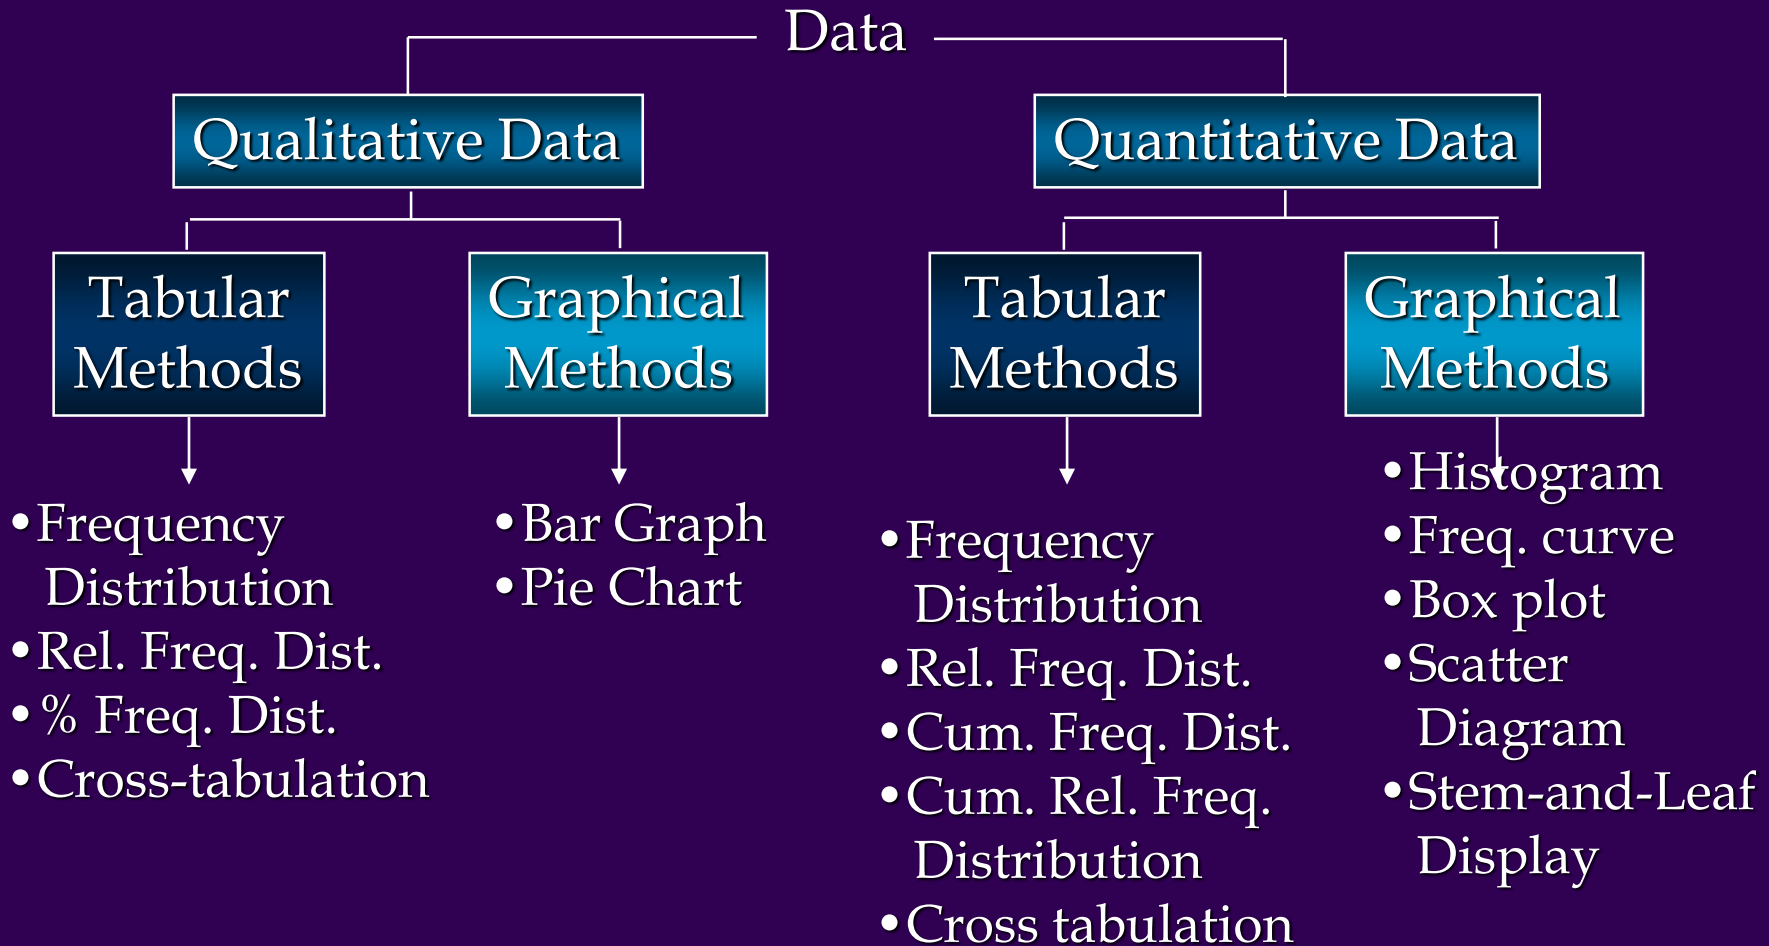 Data
Qualitative Data
Quantitative Data
Tabular
Methods
Graphical
Methods
Tabular
Methods
Graphical
Methods
•Frequency
Distribution
•Rel. Freq. Dist.
•% Freq. Dist.
•Cross-tabulation
•Bar Graph
•Pie Chart
•Frequency
Distribution
•Rel. Freq. Dist.
•Cum. Freq. Dist.
•Cum. Rel. Freq.
Distribution
•Cross tabulation
•Histogram
•Freq. curve
•Box plot
•Scatter
Diagram
•Stem-and-Leaf
Display